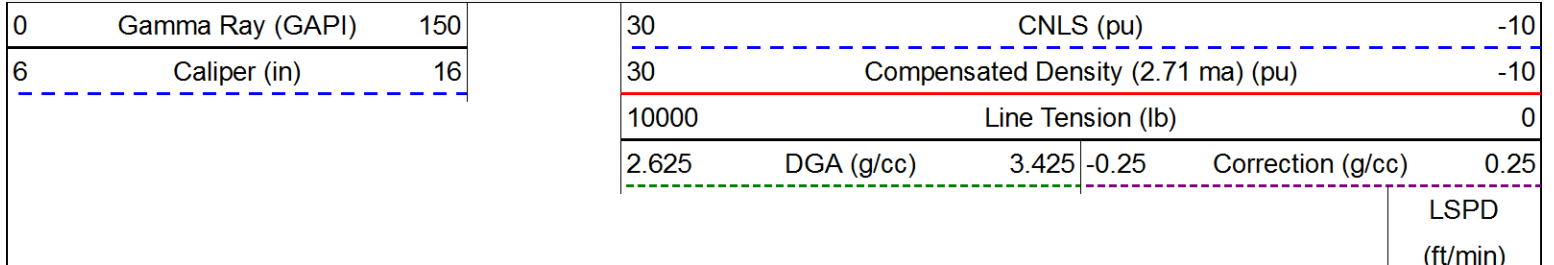 0 Gamma Ray (GAPI) 150 30 CNLS (pu) -10
6 Caliper (in) 16 30 Compensated Density (2.71 ma) (pu) -10
10000 Line Tension (lb) 0
2.625 DGA (g/cc) 3.425 -0.25 Correction (g/cc) 0.25
LSPD
(ft/min)